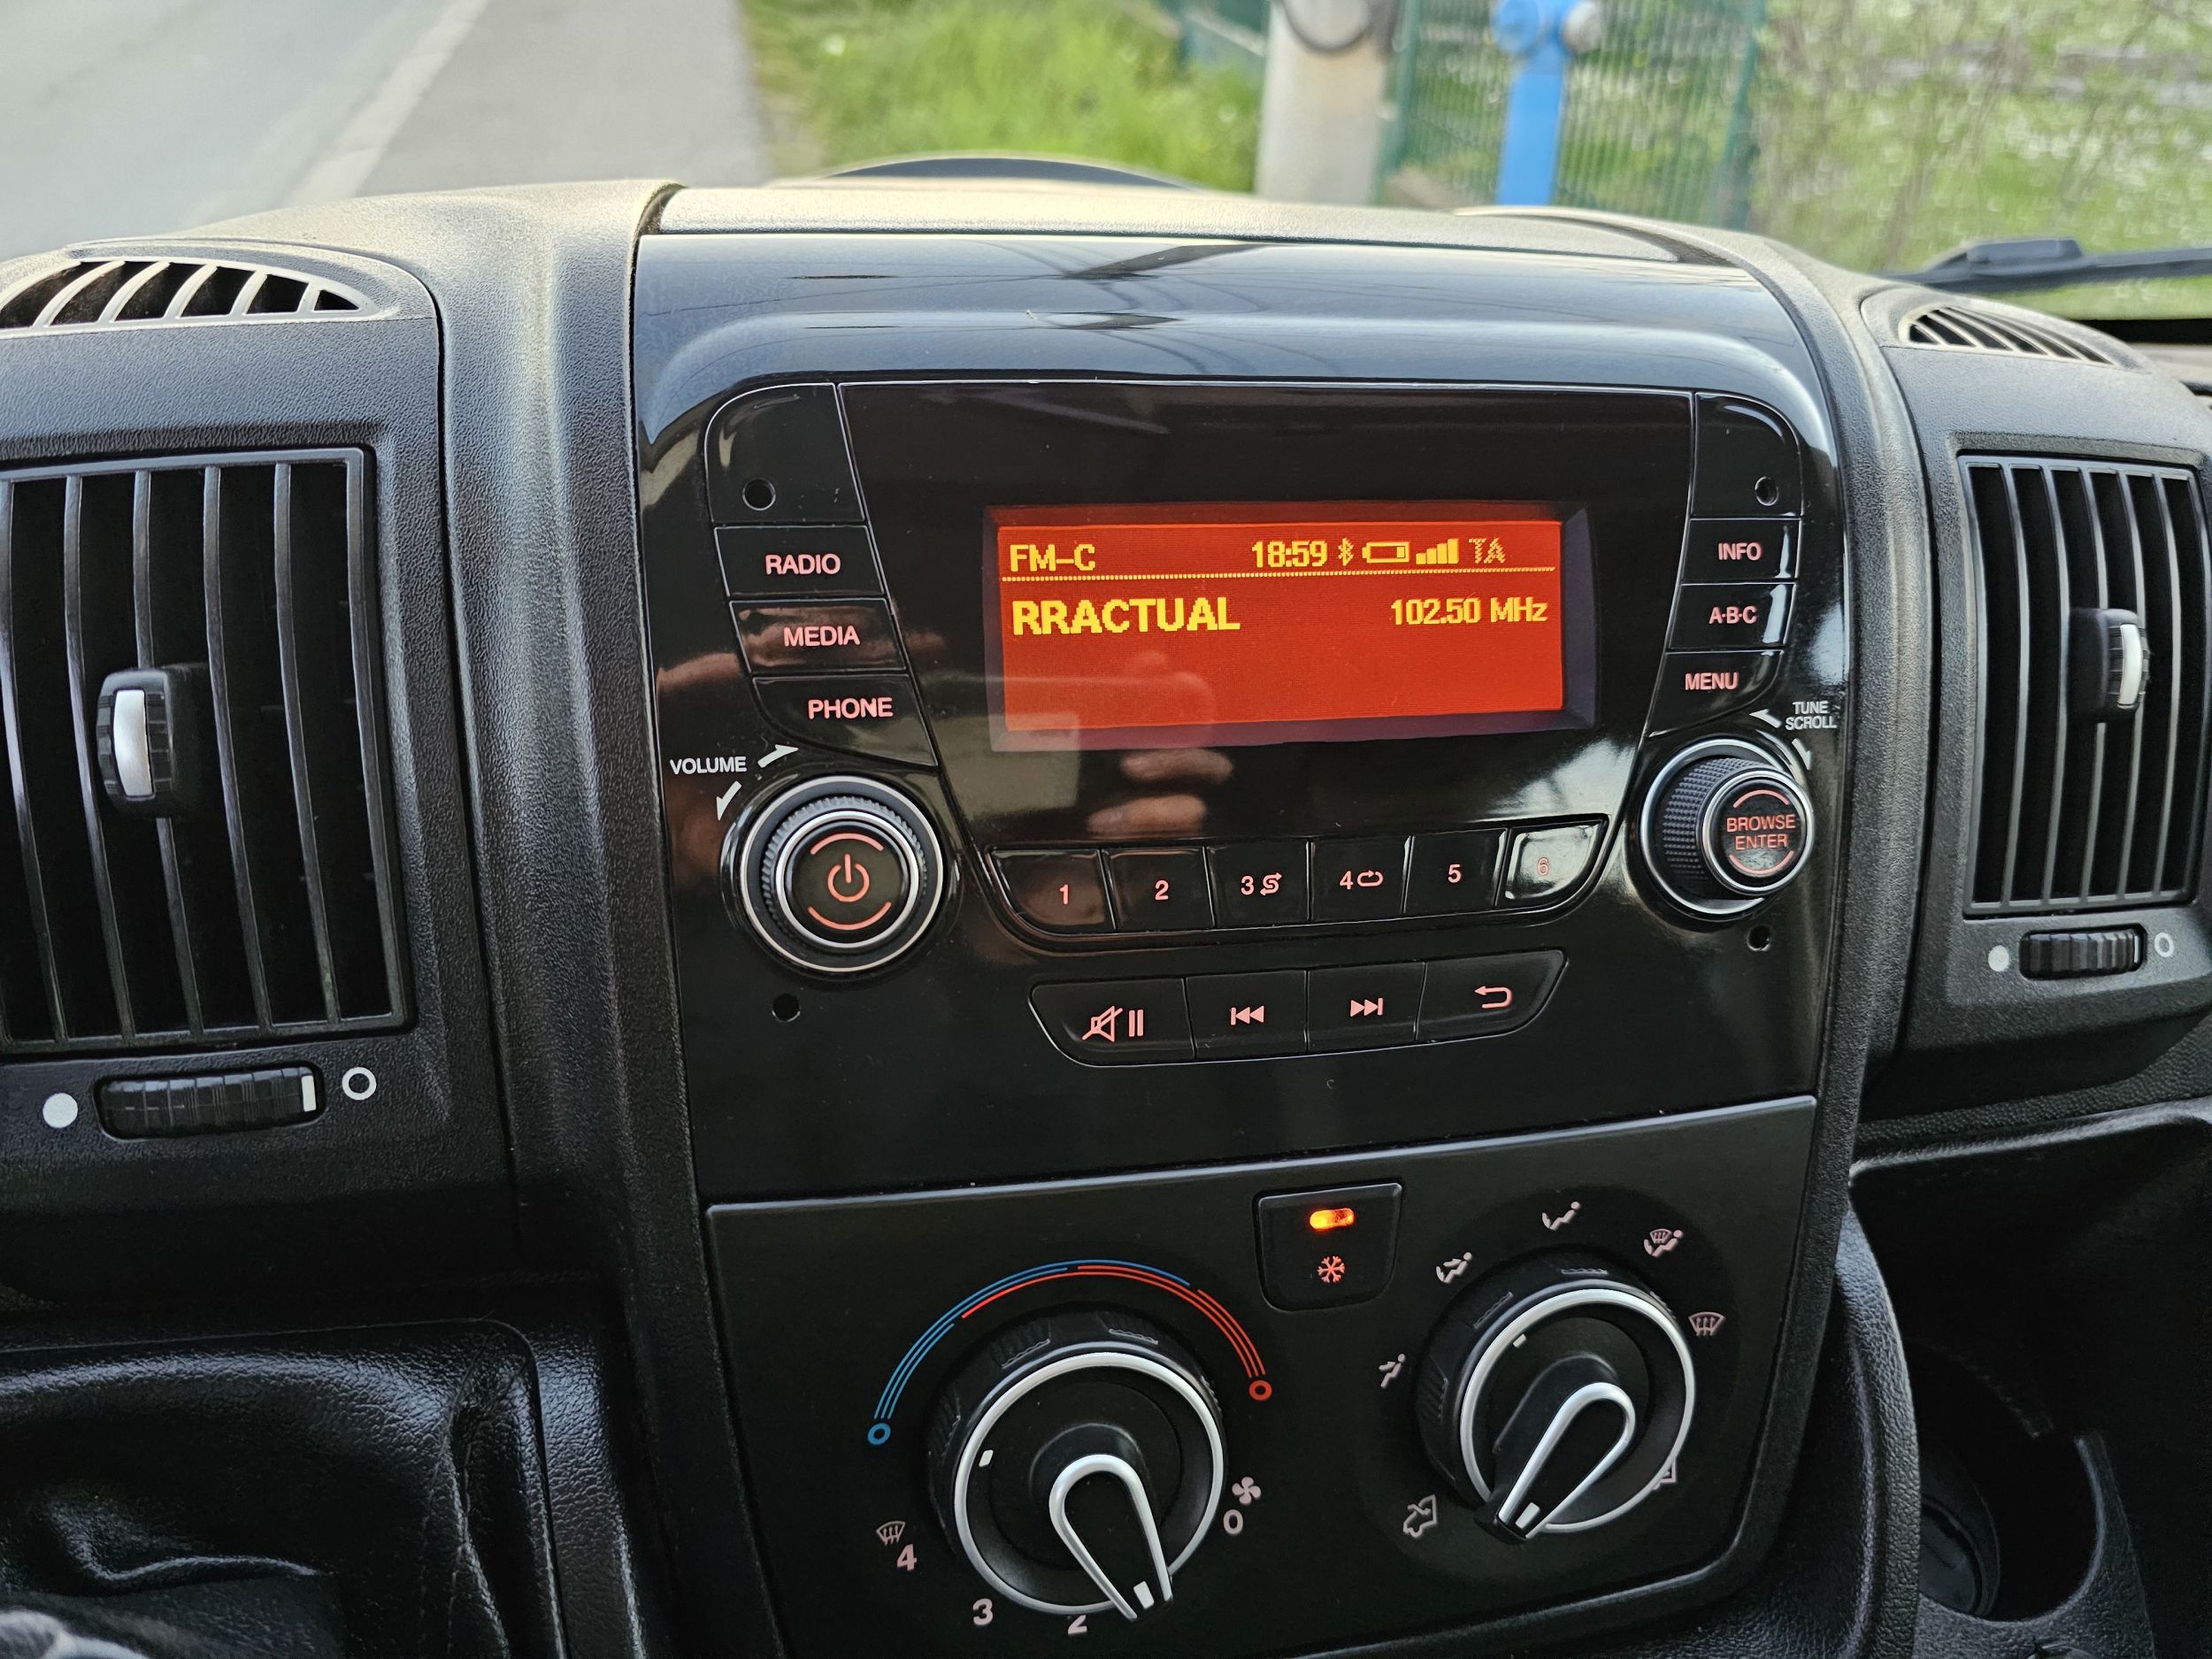 FM–C 18:59 TA
RRACTUAL 102.50 MHz
RADIO
MEDIA
PHONE
VOLUME
INFO
A·B·C
MENU
TUNE
SCROLL
BROWSE
ENTER
1 2 3 4 5 6
0
4
3
2